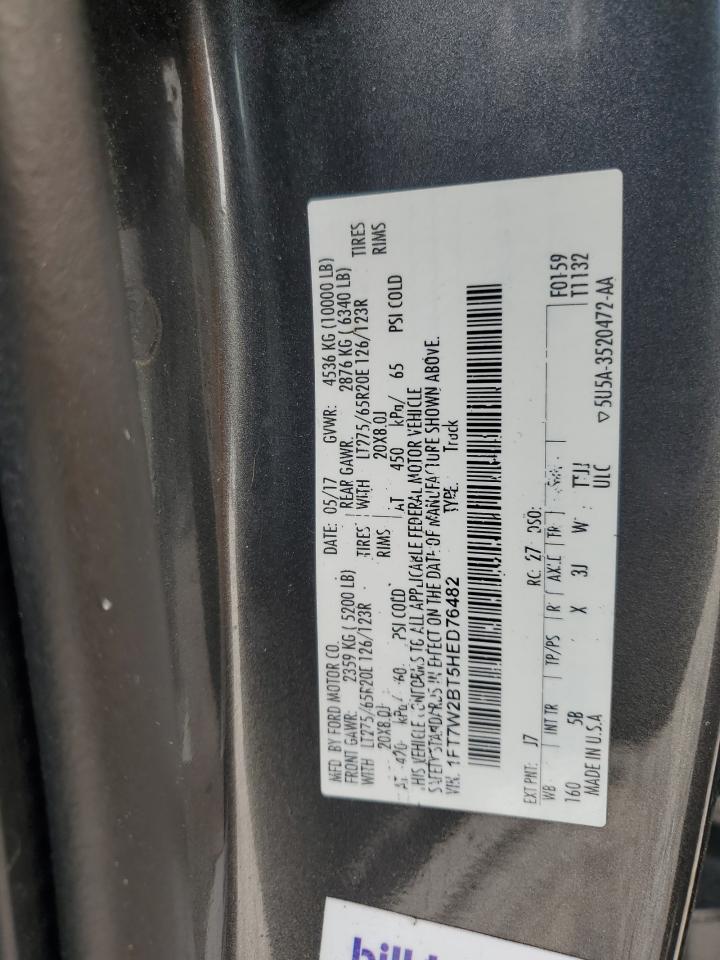 MFD BY FORD MOTOR CO.
DATE: 05/17 GVWR: 4536 KG (10000 LB)
FRONT GAWR: 2359 KG ( 5200 LB) REAR GAWR: 2876 KG ( 6340 LB)
WITH LT275/65R20E 126/123R TIRES WITH LT275/65R20E 126/123R TIRES
20X8.0J RIMS 20X8.0J RIMS
AT 420 kPa/ 60 PSI COLD AT 450 kPa/ 65 PSI COLD
THIS VEHICLE CONFORMS TO ALL APPLICABLE FEDERAL MOTOR VEHICLE
SAFETY STANDARDS IN EFFECT ON THE DATE OF MANUFACTURE SHOWN ABOVE.
VIN: 1FT7W2BT5HED76482 TYPE: Truck
EXT PNT: J7 RC: 27 DSO: F0159
WB INT TR TP/PS R AXLE TR T1132
160 5B X 3J W
MADE IN U.S.A ULC ▽5U5A-3520472-AA